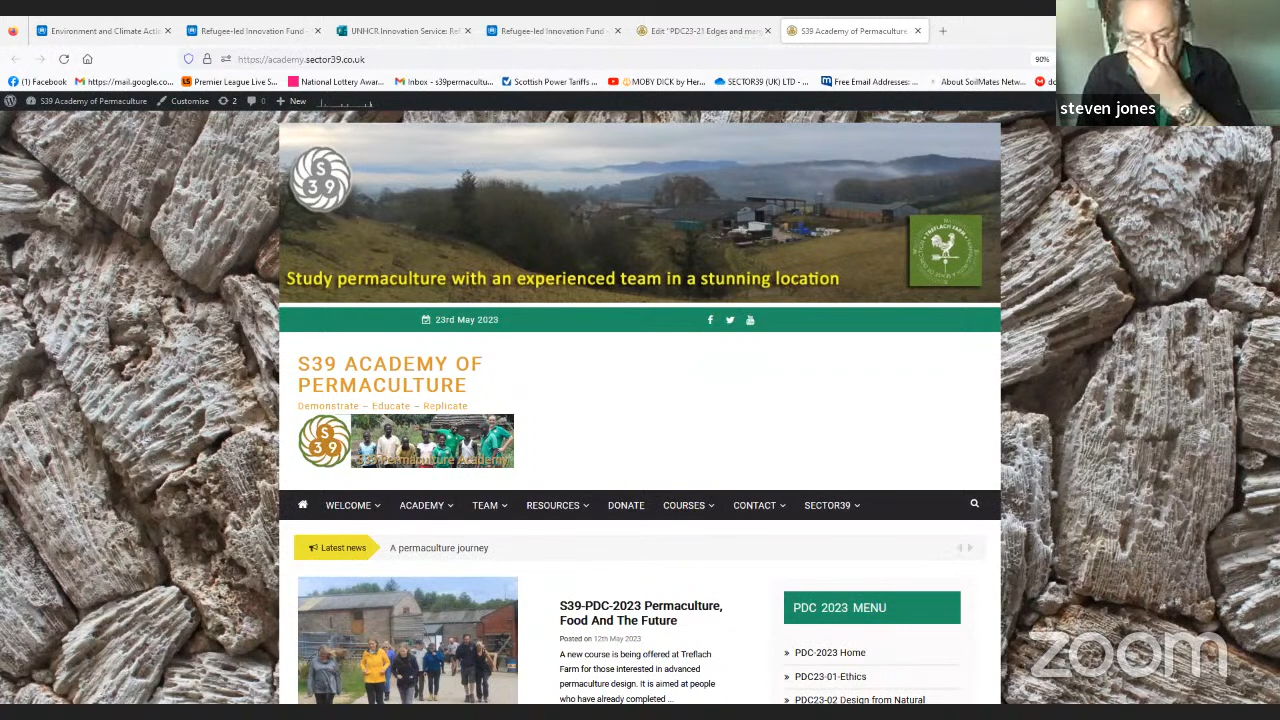 Environment and Climate Acti
Refugee-led Innovation Fund -
UNHCR Innovation Service: Re
Refugee-led Innovation Fund -
Edit "PDC23-21 Edges and ma
S39 Academy of Permaculture
https://academy.sector39.co.uk
90%
(1) Facebook
https://mail.google.co...
Premier League Live S...
National Lottery Awar...
Inbox - s39permacultu...
Scottish Power Tariffs ...
MOBY DICK by Her...
SECTOR39 (UK) LTD - ...
Free Email Addresses: ...
About SoilMates Netw...
S39 Academy of Permaculture
Customise
2
0
New
steven jones
S
39
TREFLACH FARM
Study permaculture with an experienced team in a stunning location
23rd May 2023
S39 ACADEMY OF
PERMACULTURE
Demonstrate – Educate – Replicate
S
39
S39 Permaculture Academy
WELCOME
ACADEMY
TEAM
RESOURCES
DONATE
COURSES
CONTACT
SECTOR39
Latest news
A permaculture journey
S39-PDC-2023 Permaculture,
Food And The Future
Posted on 12th May 2023
A new course is being offered at Treflach
Farm for those interested in advanced
permaculture design. It is aimed at people
who have already completed ...
PDC 2023 MENU
» PDC-2023 Home
» PDC23-01-Ethics
» PDC23-02 Design from Natural
zoom